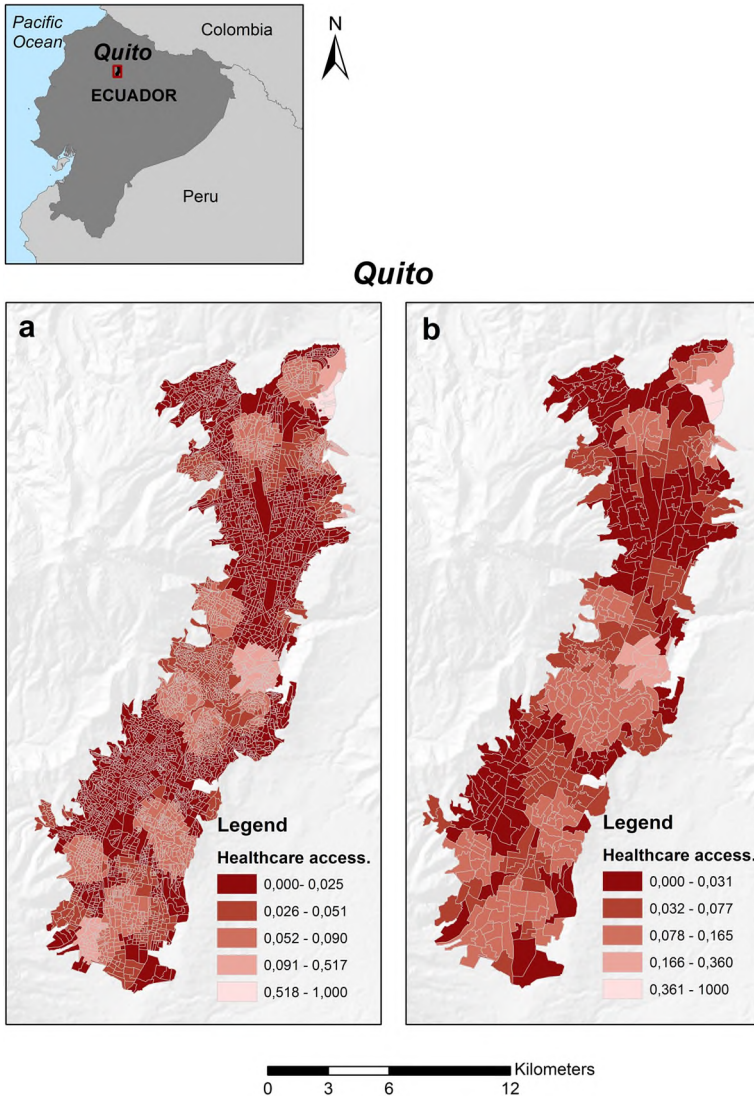 Pacific
Ocean
Colombia
Quito
ECUADOR
Peru
N
Quito
a
Legend
Healthcare access.
0,000- 0,025
0,026 - 0,051
0,052 - 0,090
0,091 - 0,517
0,518 - 1,000
b
Legend
Healthcare access.
0,000 - 0,031
0,032 - 0,077
0,078 - 0,165
0,166 - 0,360
0,361 - 1000
Kilometers
0 3 6 12